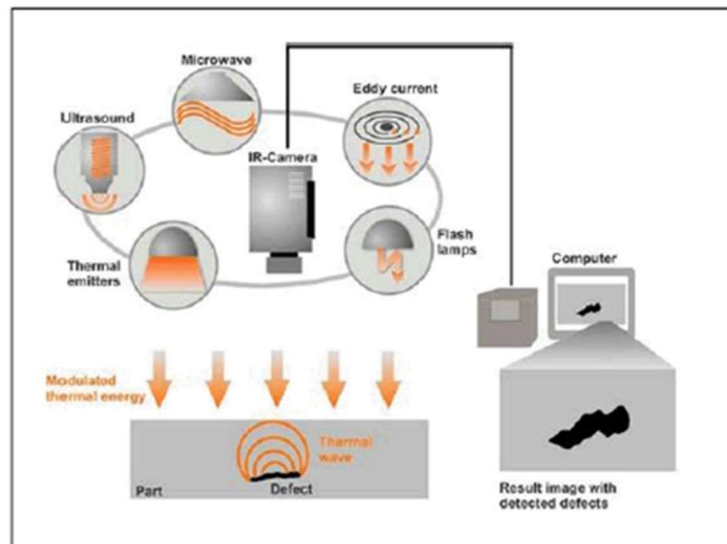 Microwave
Eddy current
Ultrasound
IR-Camera
Flash
lamps
Thermal
emitters
Computer
Modulated
thermal energy
Thermal
wave
Part
Defect
Result image with
detected defects